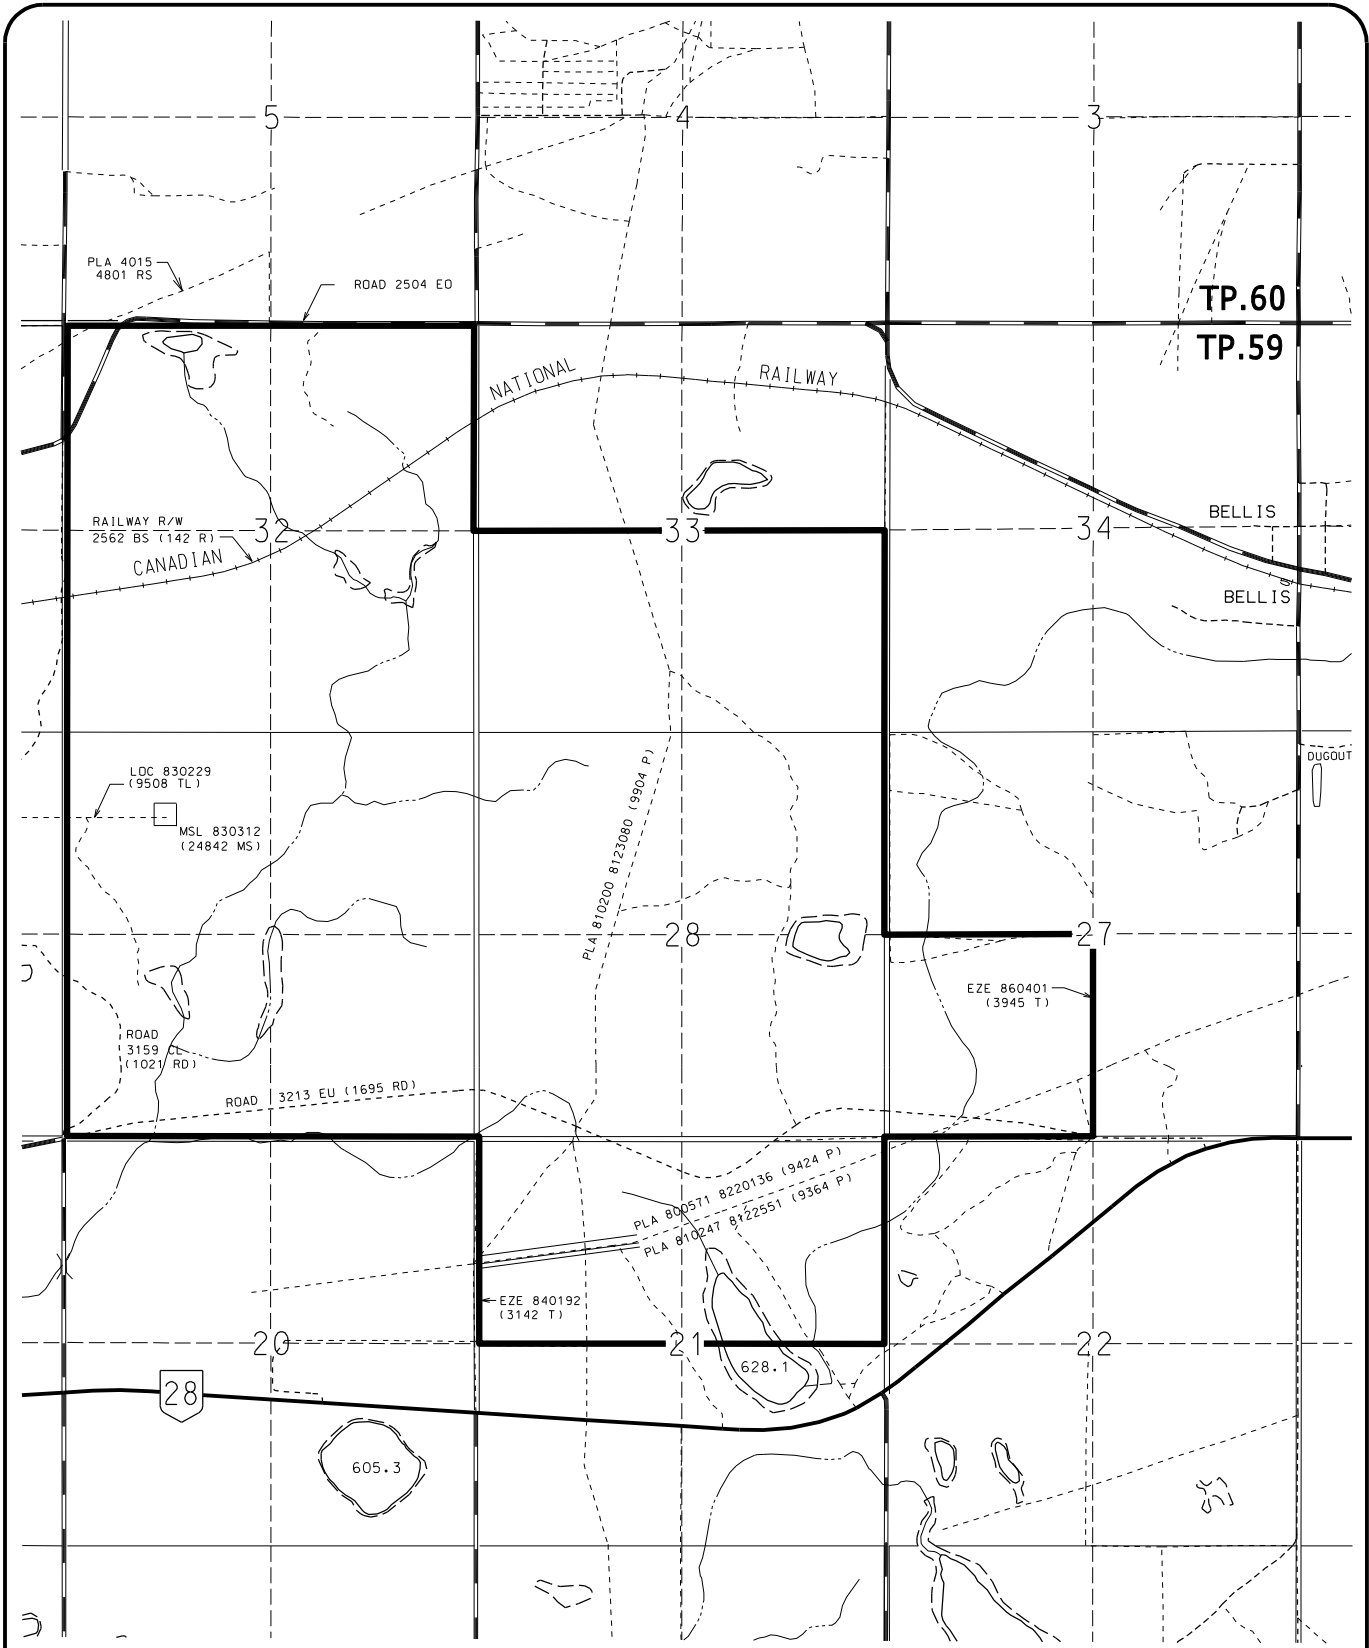 5
4
3
PLA 4015
4801 RS
ROAD 2504 EO
TP.60
TP.59
NATIONAL
RAILWAY
RAILWAY R/W
2562 BS (142 R)
32
33
34
BELLIS
CANADIAN
BELLIS
DUGOUT
LOC 830229
(9508 TL)
MSL 830312
(24842 MS)
PLA 810200 8123080 (9904 P)
28
27
EZE 860401
(3945 T)
ROAD
3159 CL
(1021 RD)
ROAD 3213 EU (1695 RD)
PLA 800571 8220136 (9424 P)
PLA 810247 8122551 (9364 P)
EZE 840192
(3142 T)
20
21
22
628.1
28
605.3